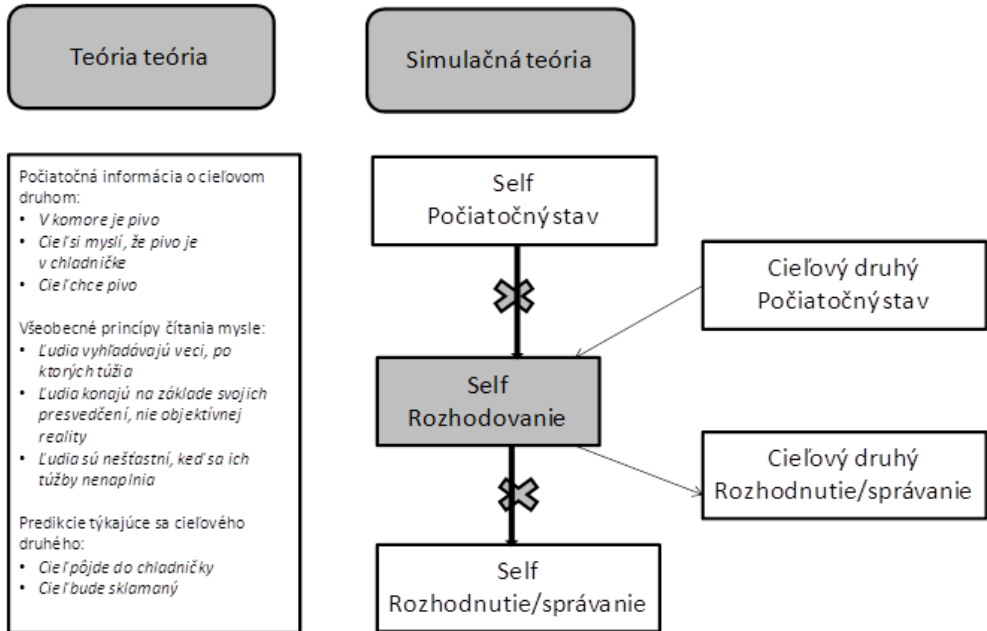 Teória teória
Simulačná teória
Počiatočná informácia o cieľovom
druhom:
• V komore je pivo
• Cieľ si myslí, že pivo je
v chladničke
• Cieľ chce pivo
Všeobecné princípy čítania mysle:
• Ľudia vyhľadávajú veci, po
ktorých túžia
• Ľudia konajú na základe svojich
presvedčení, nie objektívnej
reality
• Ľudia sú nešťastní, keď sa ich
túžby nenaplnia
Predikcie týkajúce sa cieľového
druhého:
• Cieľ pôjde do chladničky
• Cieľ bude sklamaný
Self
Počiatočný stav
Cieľový druhý
Počiatočný stav
Self
Rozhodovanie
Cieľový druhý
Rozhodnutie/správanie
Self
Rozhodnutie/správanie